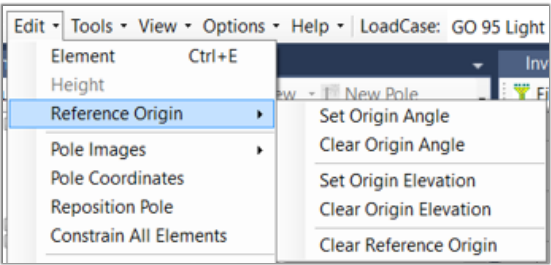 Edit Tools View Options Help LoadCase: GO 95 Light
Element Ctrl+E
Inv
Height
New Pole
Reference Origin
Set Origin Angle
Clear Origin Angle
Pole Images
Pole Coordinates
Set Origin Elevation
Reposition Pole
Clear Origin Elevation
Constrain All Elements
Clear Reference Origin